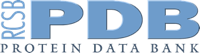 RCSB PDB
PROTEIN DATA BANK